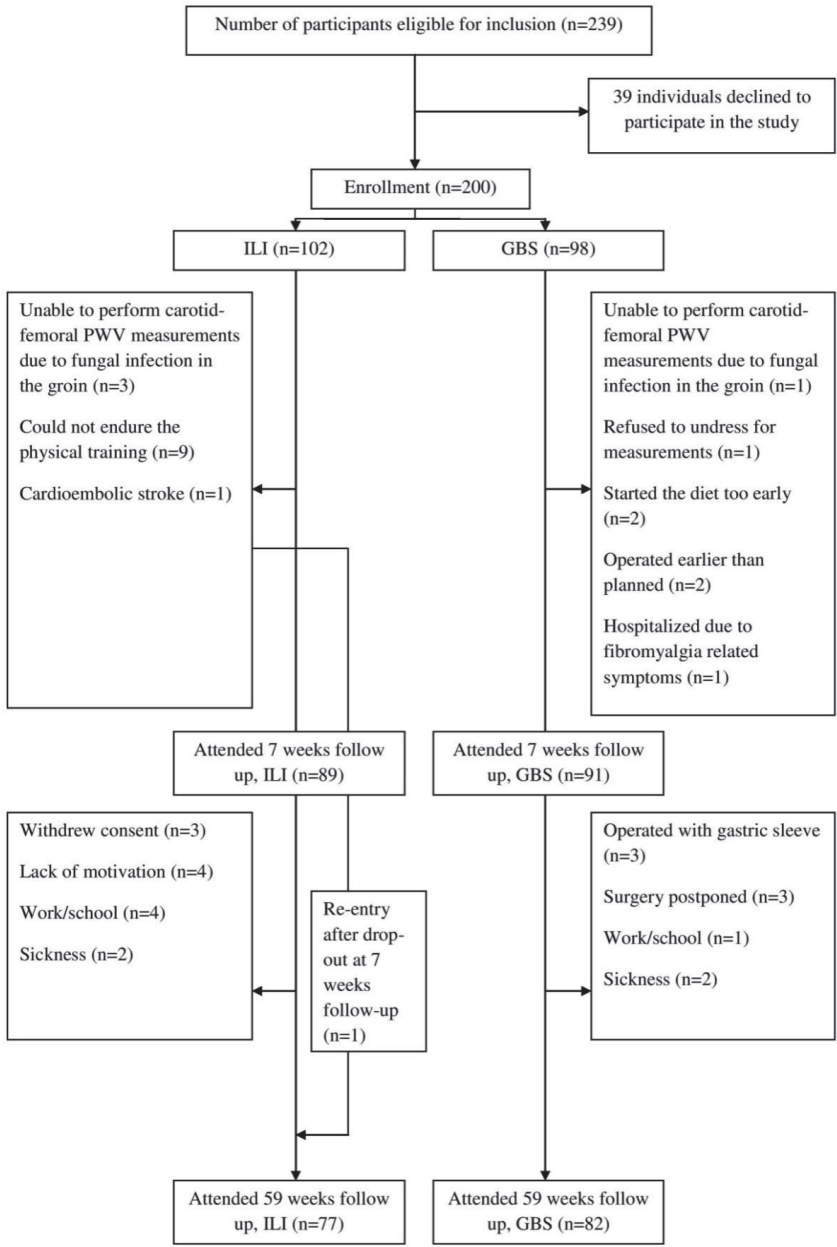 Number of participants eligible for inclusion (n=239)
39 individuals declined to
participate in the study
Enrollment (n=200)
ILI (n=102)
GBS (n=98)
Unable to perform carotid-
femoral PWV measurements
due to fungal infection in
the groin (n=3)
Could not endure the
physical training (n=9)
Cardioembolic stroke (n=1)
Unable to perform carotid-
femoral PWV
measurements due to fungal
infection in the groin (n=1)
Refused to undress for
measurements (n=1)
Started the diet too early
(n=2)
Operated earlier than
planned (n=2)
Hospitalized due to
fibromyalgia related
symptoms (n=1)
Attended 7 weeks follow
up, ILI (n=89)
Attended 7 weeks follow
up, GBS (n=91)
Withdrew consent (n=3)
Lack of motivation (n=4)
Work/school (n=4)
Sickness (n=2)
Re-entry
after drop-
out at 7
weeks
follow-up
(n=1)
Operated with gastric sleeve
(n=3)
Surgery postponed (n=3)
Work/school (n=1)
Sickness (n=2)
Attended 59 weeks follow
up, ILI (n=77)
Attended 59 weeks follow
up, GBS (n=82)